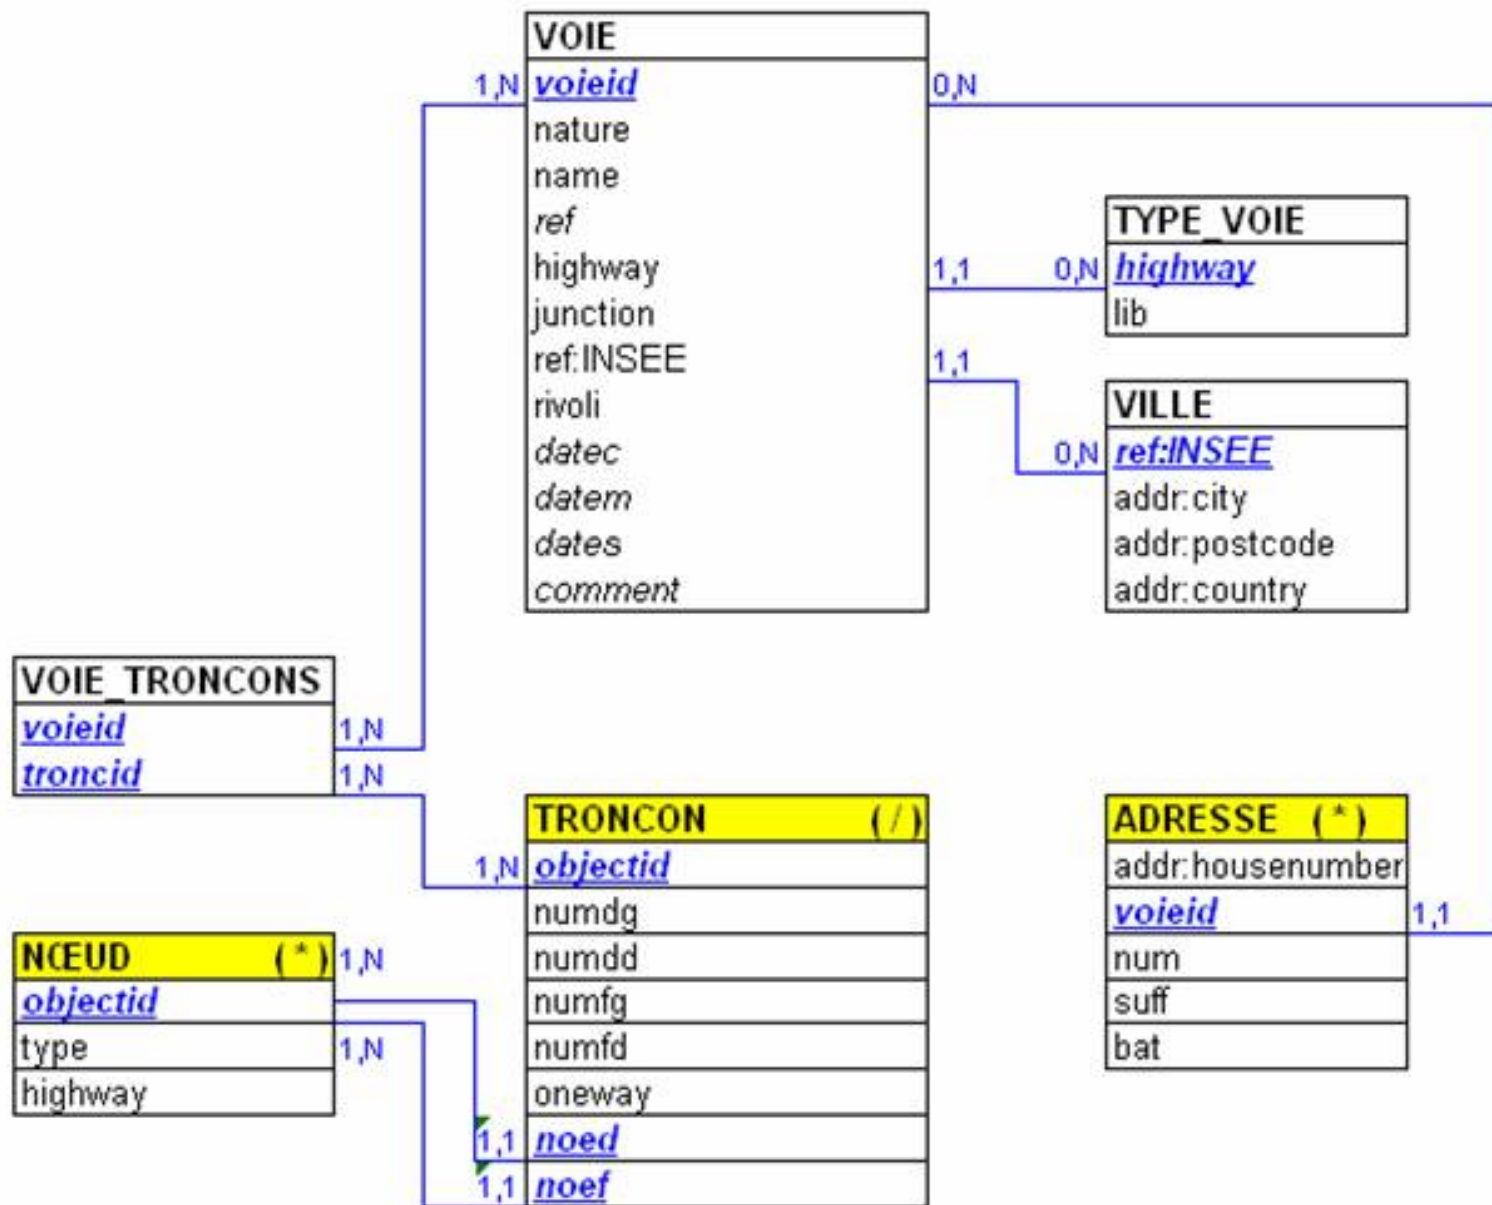 VOIE
1,N voieid 0,N
nature
name
ref
highway
junction
ref:INSEE
rivoli
datec
datem
dates
comment
TYPE_VOIE
1,1 0,N highway
lib
1,1
VILLE
0,N ref:INSEE
addr:city
addr:postcode
addr:country
VOIE_TRONCONS
voieid 1,N
troncid 1,N
TRONCON (/)
1,N objectid
numdg
numdd
numfg
numfd
oneway
1,1 noed
1,1 noef
ADRESSE (*)
addr:housenumber
voieid 1,1
num
suff
bat
NŒUD (*) 1,N
objectid
type 1,N
highway